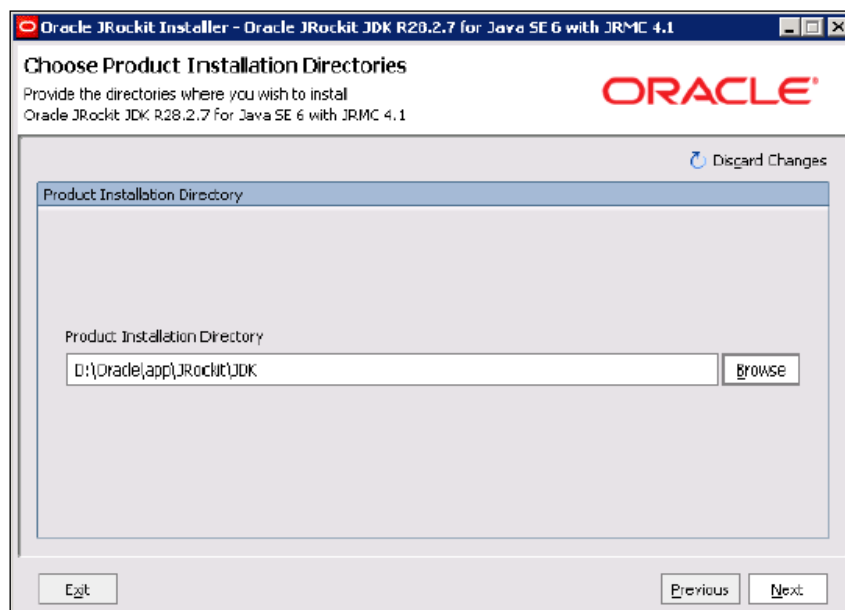 Oracle JRockit Installer - Oracle JRockit JDK R28.2.7 for Java SE 6 with JRMC 4.1
Choose Product Installation Directories
Provide the directories where you wish to install
Oracle JRockit JDK R28.2.7 for Java SE 6 with JRMC 4.1
ORACLE®
Discard Changes
Product Installation Directory
Product Installation Directory
D:\Oracle\app\JRockit\JDK
Browse
Exit
Previous
Next